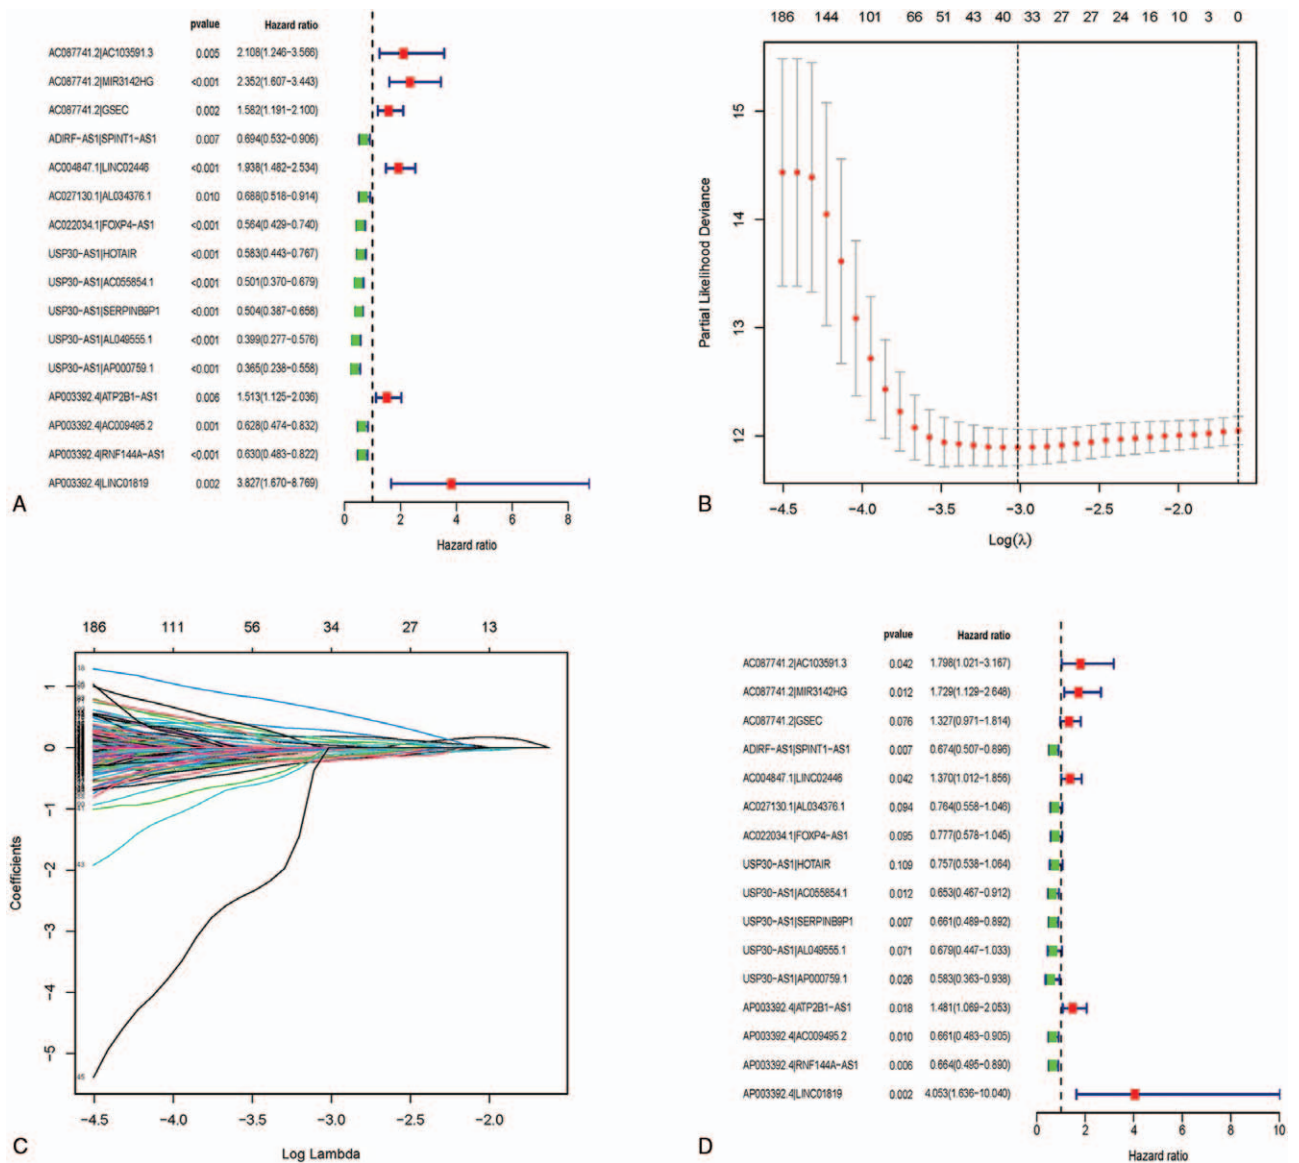 pvalue Hazard ratio
AC087741.2|AC103591.3 0.005 2.108(1.246−3.566)
AC087741.2|MIR3142HG <0.001 2.352(1.607−3.443)
AC087741.2|GSEC 0.002 1.582(1.191−2.100)
ADIRF−AS1|SPINT1−AS1 0.007 0.694(0.532−0.906)
AC004847.1|LINC02446 <0.001 1.938(1.482−2.534)
AC027130.1|AL034376.1 0.010 0.688(0.518−0.914)
AC022034.1|FOXP4−AS1 <0.001 0.564(0.429−0.740)
USP30−AS1|HOTAIR <0.001 0.583(0.443−0.767)
USP30−AS1|AC055854.1 <0.001 0.501(0.370−0.679)
USP30−AS1|SERPINB9P1 <0.001 0.504(0.387−0.658)
USP30−AS1|AL049555.1 <0.001 0.399(0.277−0.576)
USP30−AS1|AP000759.1 <0.001 0.365(0.238−0.558)
AP003392.4|ATP2B1−AS1 0.006 1.513(1.125−2.036)
AP003392.4|AC009495.2 0.001 0.628(0.474−0.832)
AP003392.4|RNF144A−AS1 <0.001 0.630(0.483−0.822)
AP003392.4|LINC01819 0.002 3.827(1.670−8.769)
0 2 4 6 8
Hazard ratio
A
186 144 101 66 51 43 40 33 27 27 24 16 10 3 0
15
14
13
12
Partial Likelihood Deviance
−4.5 −4.0 −3.5 −3.0 −2.5 −2.0
Log(λ)
B
186 111 56 34 27 13
1
0
−1
−2
−3
−4
−5
Coefficients
−4.5 −4.0 −3.5 −3.0 −2.5 −2.0
Log Lambda
C
pvalue Hazard ratio
AC087741.2|AC103591.3 0.042 1.798(1.021−3.167)
AC087741.2|MIR3142HG 0.012 1.729(1.129−2.648)
AC087741.2|GSEC 0.076 1.327(0.971−1.814)
ADIRF−AS1|SPINT1−AS1 0.007 0.674(0.507−0.896)
AC004847.1|LINC02446 0.042 1.370(1.012−1.856)
AC027130.1|AL034376.1 0.094 0.764(0.558−1.046)
AC022034.1|FOXP4−AS1 0.095 0.777(0.578−1.045)
USP30−AS1|HOTAIR 0.109 0.757(0.538−1.064)
USP30−AS1|AC055854.1 0.012 0.653(0.467−0.912)
USP30−AS1|SERPINB9P1 0.007 0.661(0.489−0.892)
USP30−AS1|AL049555.1 0.071 0.679(0.447−1.033)
USP30−AS1|AP000759.1 0.026 0.583(0.363−0.938)
AP003392.4|ATP2B1−AS1 0.018 1.481(1.069−2.053)
AP003392.4|AC009495.2 0.010 0.661(0.483−0.905)
AP003392.4|RNF144A−AS1 0.006 0.664(0.495−0.890)
AP003392.4|LINC01819 0.002 4.053(1.636−10.040)
0 2 4 6 8 10
Hazard ratio
D